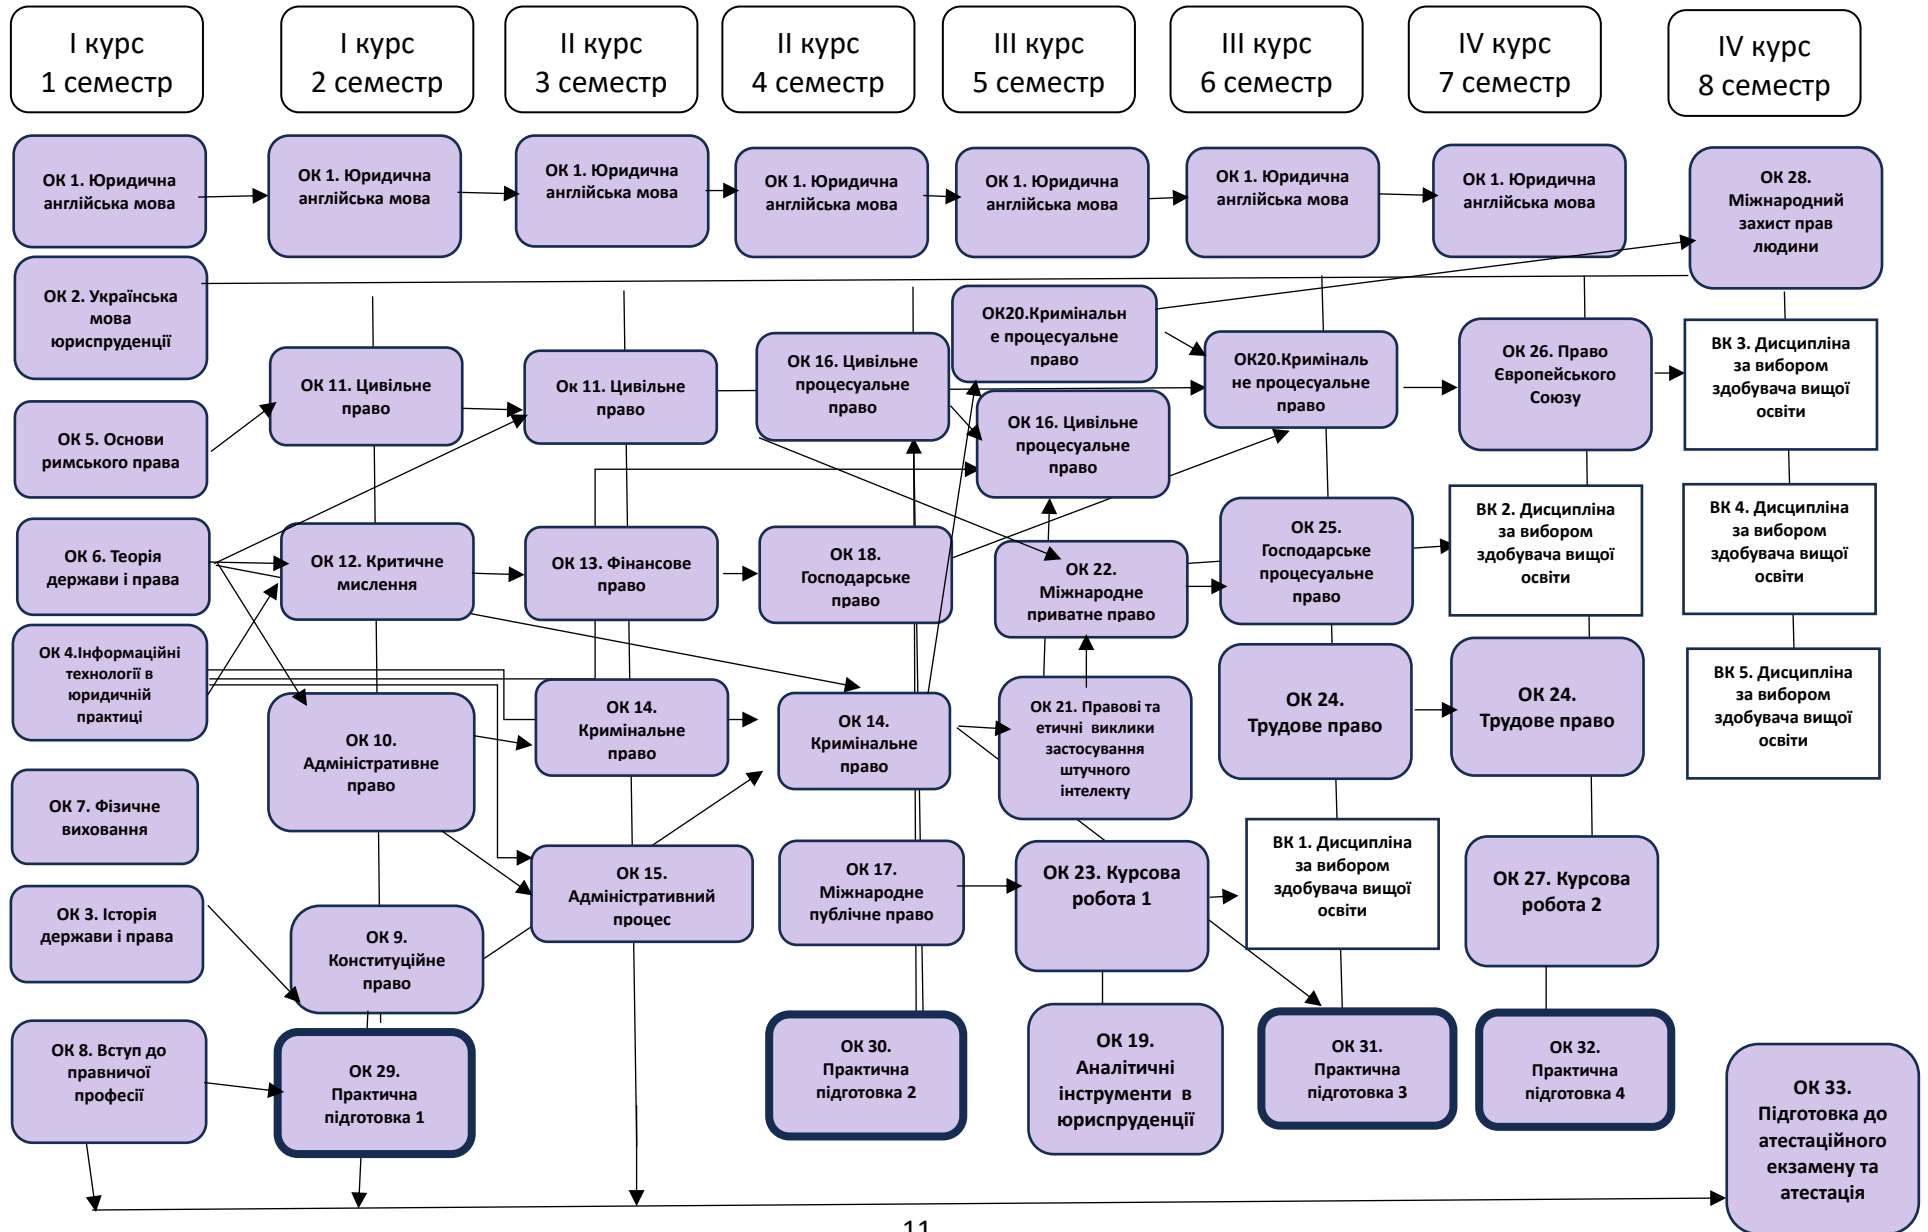 І курс
1 семестр
І курс
2 семестр
ІІ курс
3 семестр
ІІ курс
4 семестр
ІІІ курс
5 семестр
ІІІ курс
6 семестр
IV курс
7 семестр
IV курс
8 семестр
ОК 1. Юридична
англійська мова
ОК 2. Українська
мова
юриспруденції
ОК 5. Основи
римського права
ОК 6. Теорія
держави і права
ОК 4.Інформаційні
технології в
юридичній
практиці
ОК 7. Фізичне
виховання
ОК 3. Історія
держави і права
ОК 8. Вступ до
правничої
професії
ОК 1. Юридична
англійська мова
ОК 11. Цивільне
право
ОК 12. Критичне
мислення
ОК 10.
Адміністративне
право
ОК 9.
Конституційне
право
ОК 29.
Практична
підготовка 1
ОК 1. Юридична
англійська мова
Ок 11. Цивільне
право
ОК 13. Фінансове
право
ОК 14.
Кримінальне
право
ОК 15.
Адміністративний
процес
ОК 1. Юридична
англійська мова
ОК 16. Цивільне
процесуальне
право
ОК 18.
Господарське
право
ОК 14.
Кримінальне
право
ОК 17.
Міжнародне
публічне право
ОК 30.
Практична
підготовка 2
ОК 1. Юридична
англійська мова
ОК20.Кримінальн
е процесуальне
право
ОК 16. Цивільне
процесуальне
право
ОК 22.
Міжнародне
приватне право
ОК 21. Правові та
етичні виклики
застосування
штучного
інтелекту
ОК 23. Курсова
робота 1
ОК 19.
Аналітичні
інструменти в
юриспруденції
ОК 1. Юридична
англійська мова
ОК20.Криміналь
не процесуальне
право
ОК 25.
Господарське
процесуальне
право
ОК 24.
Трудове право
ВК 1. Дисципліна
за вибором
здобувача вищої
освіти
ОК 31.
Практична
підготовка 3
ОК 1. Юридична
англійська мова
ОК 26. Право
Європейського
Союзу
ВК 2. Дисципліна
за вибором
здобувача вищої
освіти
ОК 24.
Трудове право
ОК 27. Курсова
робота 2
ОК 32.
Практична
підготовка 4
ОК 28.
Міжнародний
захист прав
людини
ВК 3. Дисципліна
за вибором
здобувача вищої
освіти
ВК 4. Дисципліна
за вибором
здобувача вищої
освіти
ВК 5. Дисципліна
за вибором
здобувача вищої
освіти
ОК 33.
Підготовка до
атестаційного
екзамену та
атестація
11